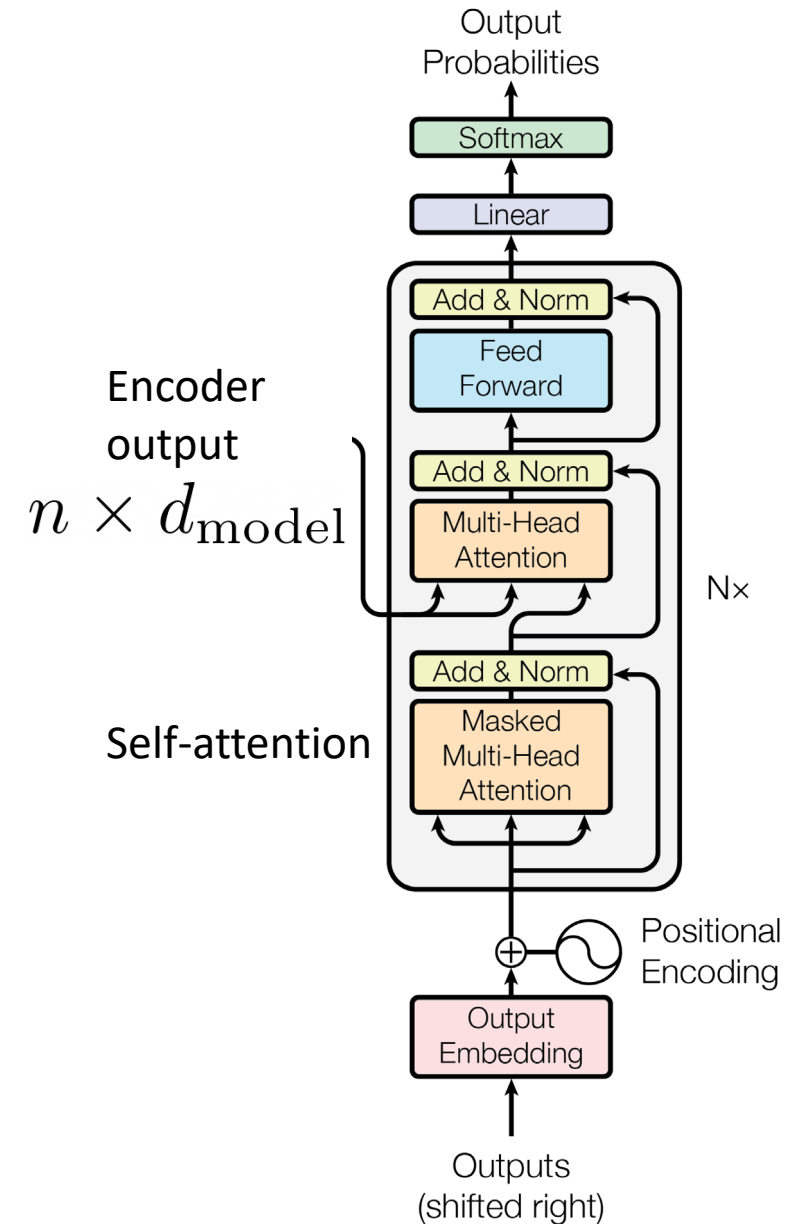 Output
Probabilities
Softmax
Linear
Add & Norm
Feed
Forward
Encoder
output
n × d_model
Add & Norm
Multi-Head
Attention
N×
Add & Norm
Self-attention
Masked
Multi-Head
Attention
Positional
Encoding
Output
Embedding
Outputs
(shifted right)